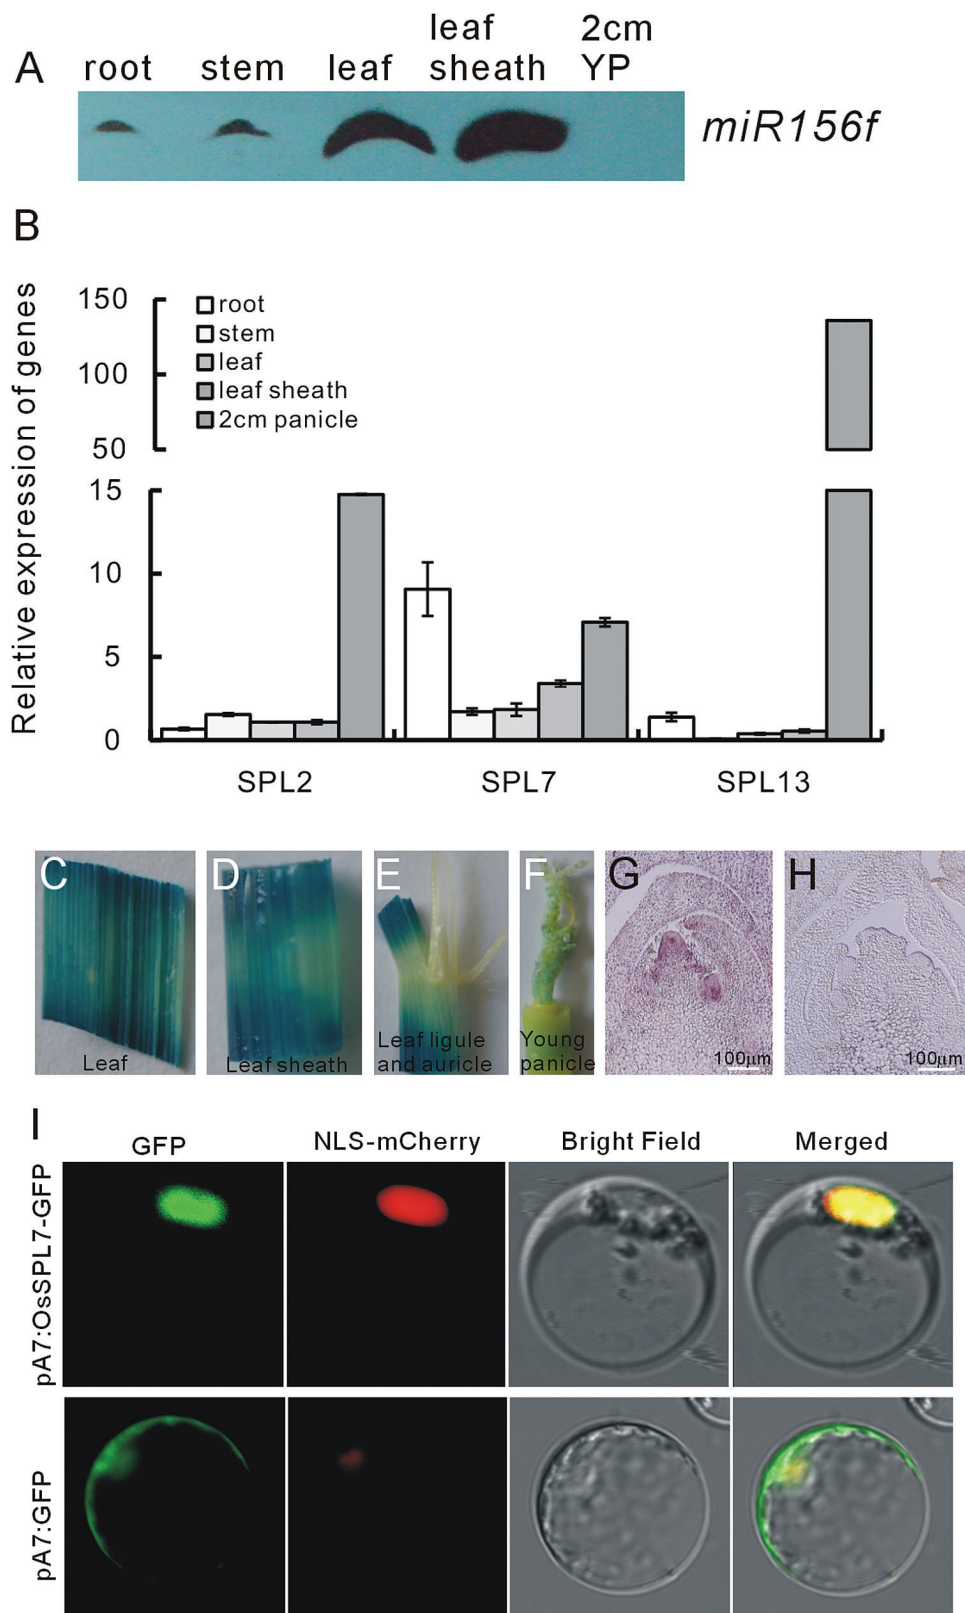 A
root
stem
leaf
leaf
sheath
2cm
YP
miR156f
B
Relative expression of genes
150
100
50
15
10
5
0
root
stem
leaf
leaf sheath
2cm panicle
SPL2
SPL7
SPL13
C
Leaf
D
Leaf sheath
E
Leaf ligule
and auricle
F
Young
panicle
G
100μm
H
100μm
I
GFP
NLS-mCherry
Bright Field
Merged
pA7:OsSPL7-GFP
pA7:GFP